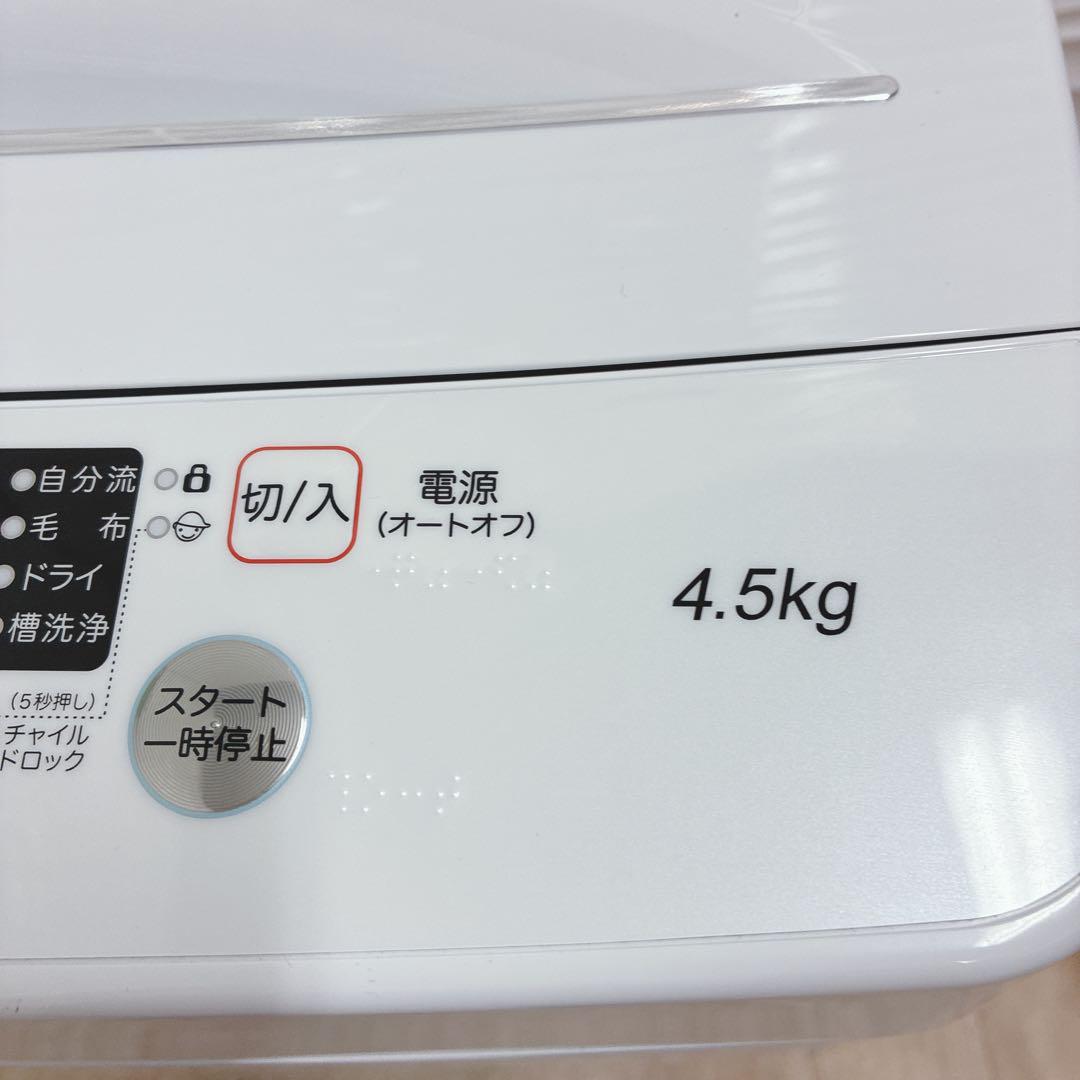 自分流
毛 布
ドライ
槽洗浄
(5秒押し)
チャイル
ドロック
切/入
電源
(オートオフ)
スタート
一時停止
4.5kg